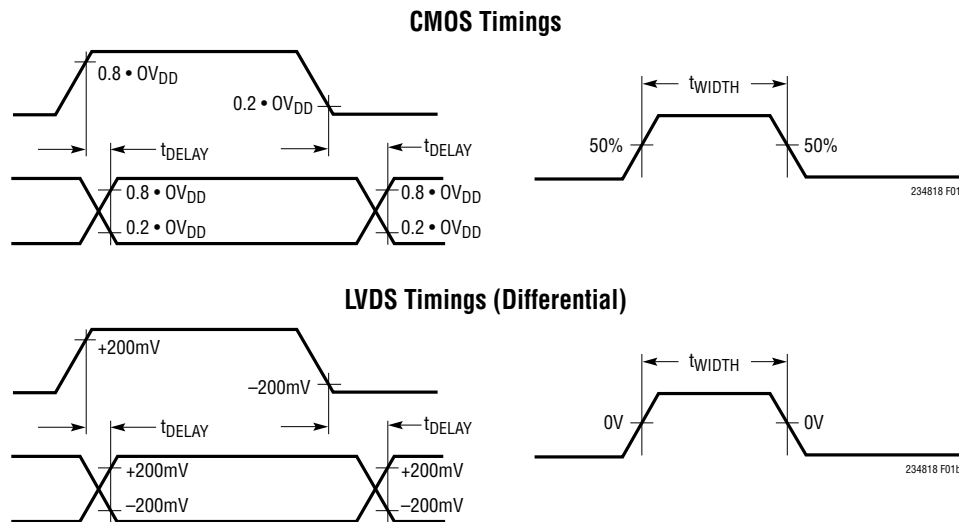 CMOS Timings
0.8 • OVDD
0.2 • OVDD
tDELAY
tDELAY
0.8 • OVDD
0.2 • OVDD
0.8 • OVDD
0.2 • OVDD
tWIDTH
50%
50%
234818 F01
LVDS Timings (Differential)
+200mV
–200mV
tDELAY
tDELAY
+200mV
–200mV
+200mV
–200mV
tWIDTH
0V
0V
234818 F01b